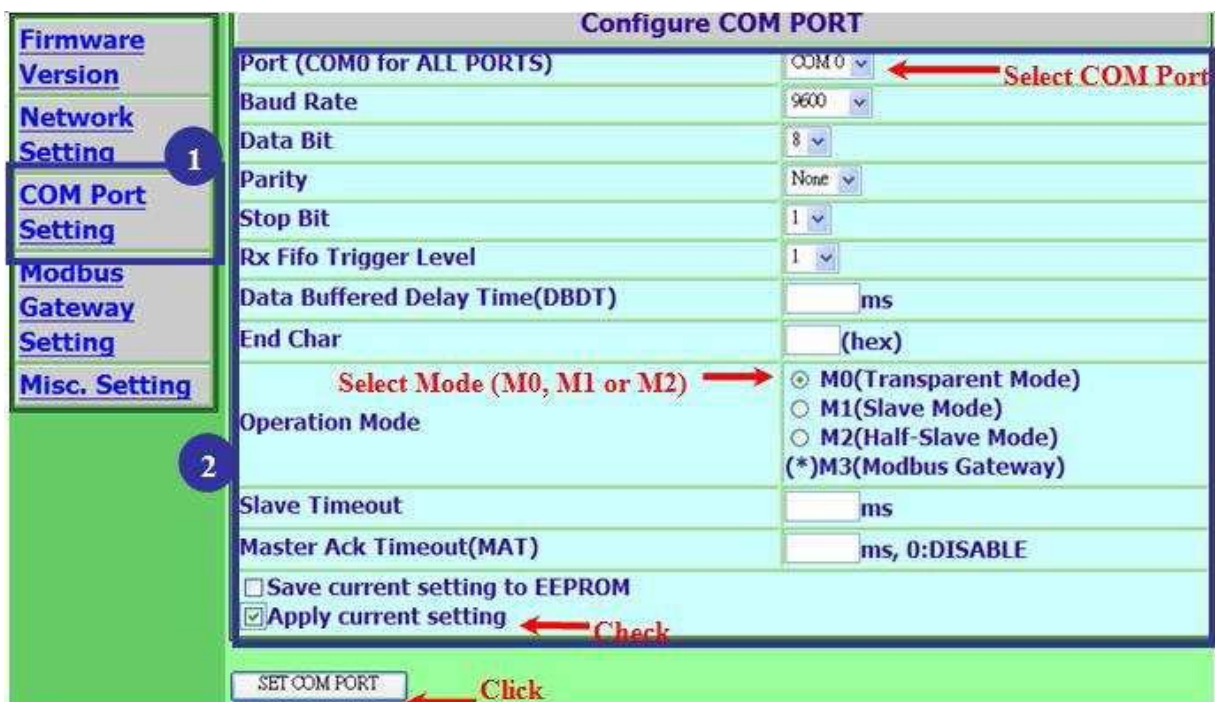 Firmware
Version
Network
Setting
1
COM Port
Setting
Modbus
Gateway
Setting
Misc. Setting
2
Configure COM PORT
Port (COM0 for ALL PORTS) COM 0 Select COM Port
Baud Rate 9600
Data Bit 8
Parity None
Stop Bit 1
Rx Fifo Trigger Level 1
Data Buffered Delay Time(DBDT) ms
End Char (hex)
Select Mode (M0, M1 or M2) M0(Transparent Mode)
M1(Slave Mode)
Operation Mode
M2(Half-Slave Mode)
(*)M3(Modbus Gateway)
Slave Timeout ms
Master Ack Timeout(MAT) ms, 0:DISABLE
Save current setting to EEPROM
Apply current setting Check
SET COM PORT Click